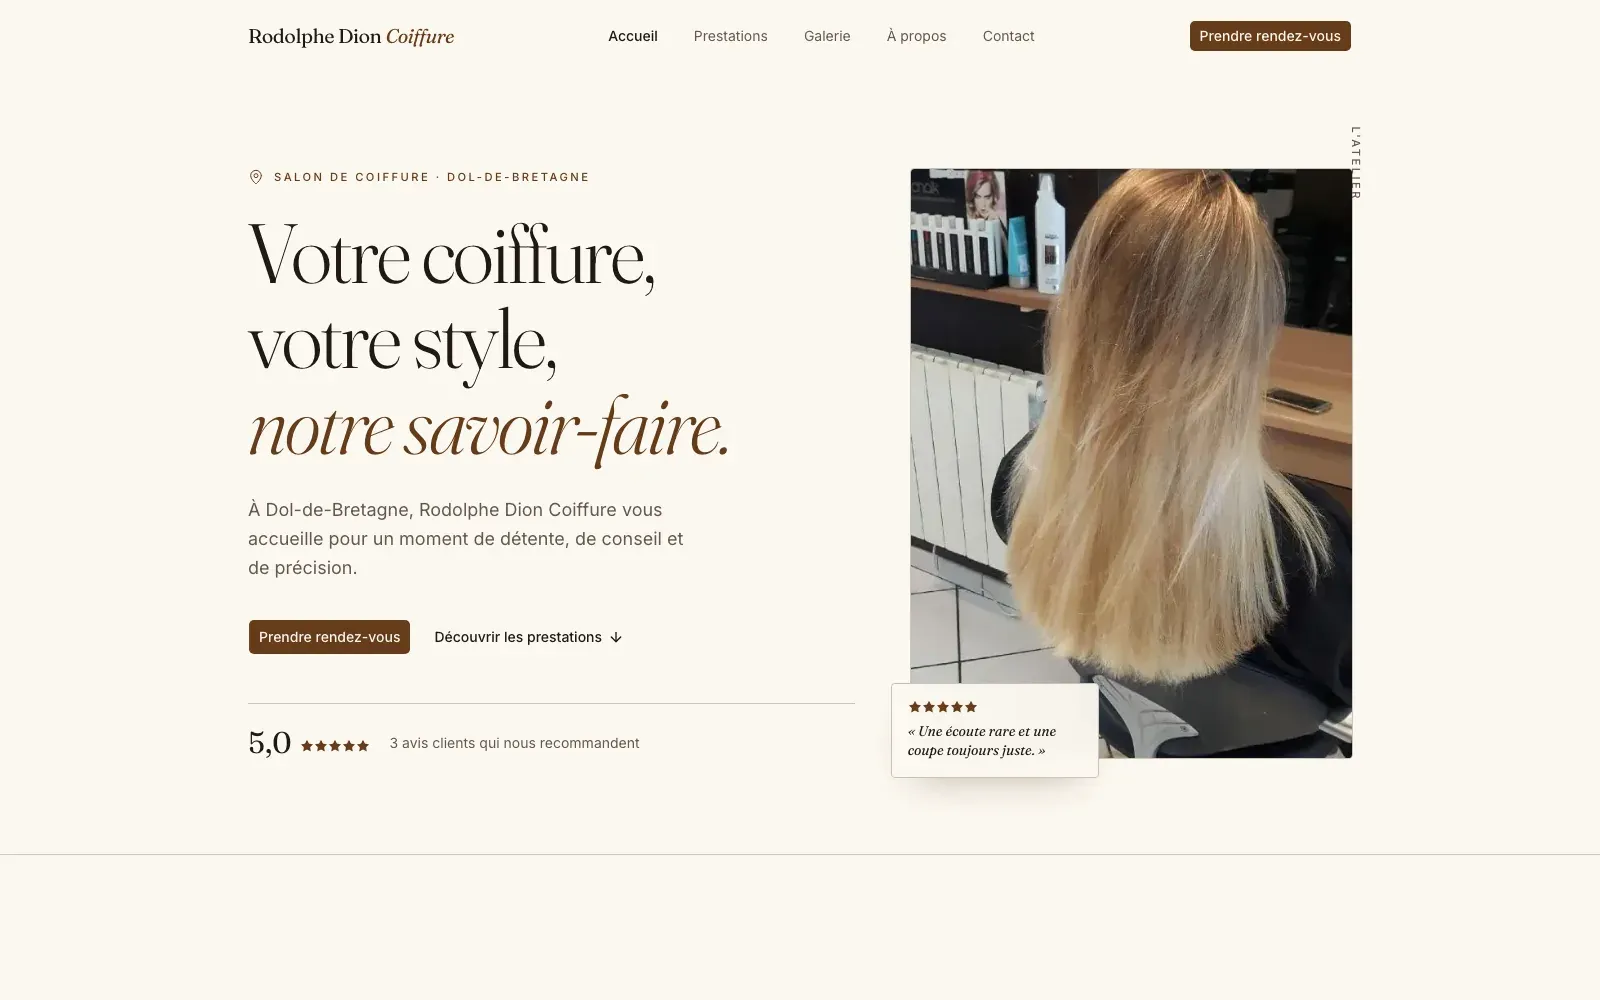 Rodolphe Dion Coiffure
Accueil
Prestations
Galerie
À propos
Contact
Prendre rendez-vous
SALON DE COIFFURE · DOL-DE-BRETAGNE
Votre coiffure,
votre style,
notre savoir-faire.
À Dol-de-Bretagne, Rodolphe Dion Coiffure vous
accueille pour un moment de détente, de conseil et
de précision.
Prendre rendez-vous
Découvrir les prestations ↓
5,0 ★★★★★ 3 avis clients qui nous recommandent
L'ATELIER
★★★★★
« Une écoute rare et une
coupe toujours juste. »